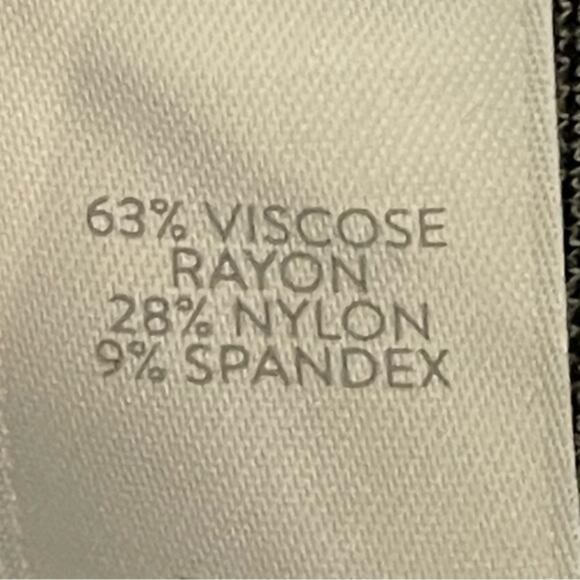 63% VISCOSE
RAYON
28% NYLON
9% SPANDEX